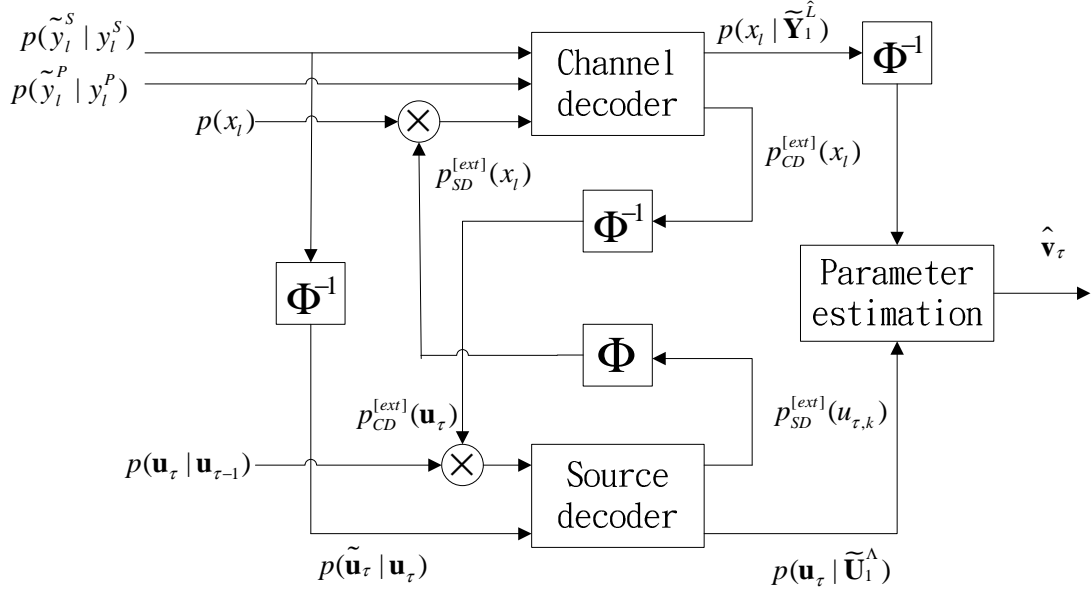 p(ỹ_l^S | y_l^S)
p(ỹ_l^P | y_l^P)
p(x_l)
×
Channel
decoder
p(x_l | Ỹ_1^L̂)
Φ⁻¹
p_SD^[ext](x_l)
p_CD^[ext](x_l)
Φ⁻¹
Φ⁻¹
Parameter
estimation
v̂_τ
Φ
p_CD^[ext](u_τ)
p_SD^[ext](u_τ,k)
p(u_τ | u_τ−1)
×
Source
decoder
p(ũ_τ | u_τ)
p(u_τ | Ũ_1^Λ)